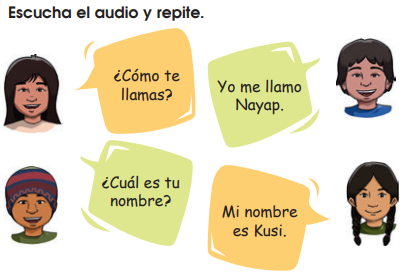 Escucha el audio y repite.
¿Cómo te
llamas?
Yo me llamo
Nayap.
¿Cuál es tu
nombre?
Mi nombre
es Kusi.